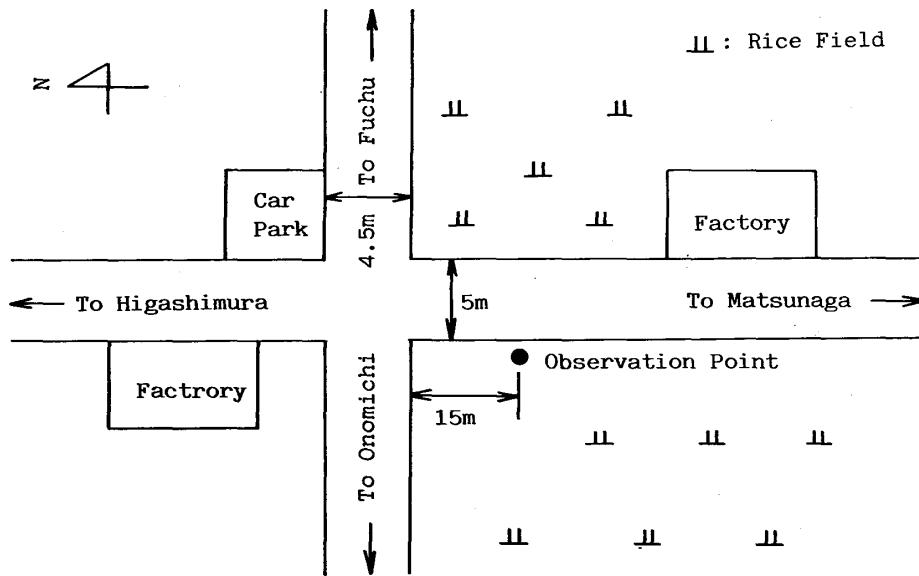 : Rice Field
N
To Fuchu
Car
Park
4.5m
Factory
To Higashimura
5m
To Matsunaga
Factrory
Observation Point
15m
To Onomichi